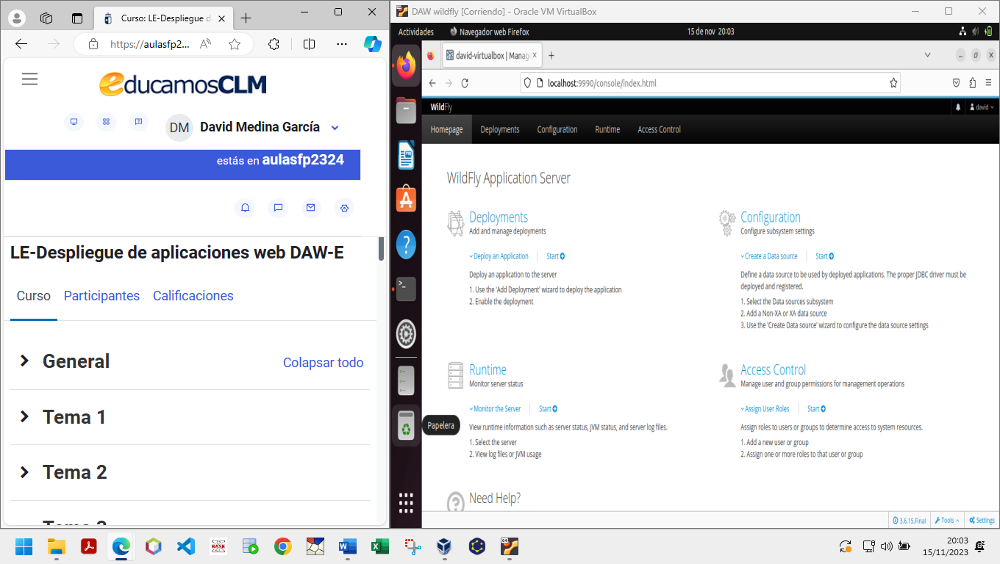 Curso: LE-Despliegue d
https://aulasfp2...
educamosCLM
DM David Medina García
estás en aulasfp2324
LE-Despliegue de aplicaciones web DAW-E
Curso Participantes Calificaciones
General Colapsar todo
Tema 1
Tema 2
DAW wildfly [Corriendo] - Oracle VM VirtualBox
Actividades Navegador web Firefox 15 de nov 20:03
david-virtualbox | Manag
localhost:9990/console/index.html
WildFly david
Homepage Deployments Configuration Runtime Access Control
WildFly Application Server
Deployments
Add and manage deployments
Deploy an Application Start
Deploy an application to the server
1. Use the 'Add Deployment' wizard to deploy the application
2. Enable the deployment
Configuration
Configure subsystem settings
Create a Data source Start
Define a data source to be used by deployed applications. The proper JDBC driver must be
deployed and registered.
1. Select the Data sources subsystem
2. Add a Non-XA or XA data source
3. Use the 'Create Data source' wizard to configure the data source settings
Runtime
Monitor server status
Monitor the Server Start
View runtime information such as server status, JVM status, and server log files.
1. Select the server
2. View log files or JVM usage
Access Control
Manage user and group permissions for management operations
Assign User Roles Start
Assign roles to users or groups to determine access to system resources.
1. Add a new user or group
2. Assign one or more roles to that user or group
Papelera
Need Help?
3.6.15.Final Tools Settings
20:03
15/11/2023